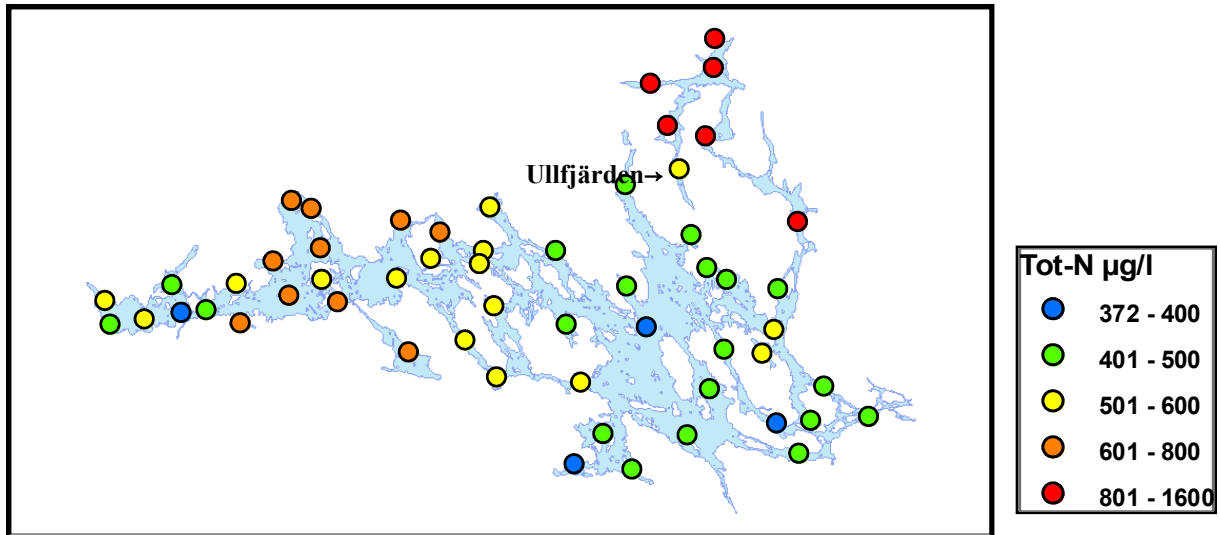 Ullfjärden→
Tot-N µg/l
372 - 400
401 - 500
501 - 600
601 - 800
801 - 1600